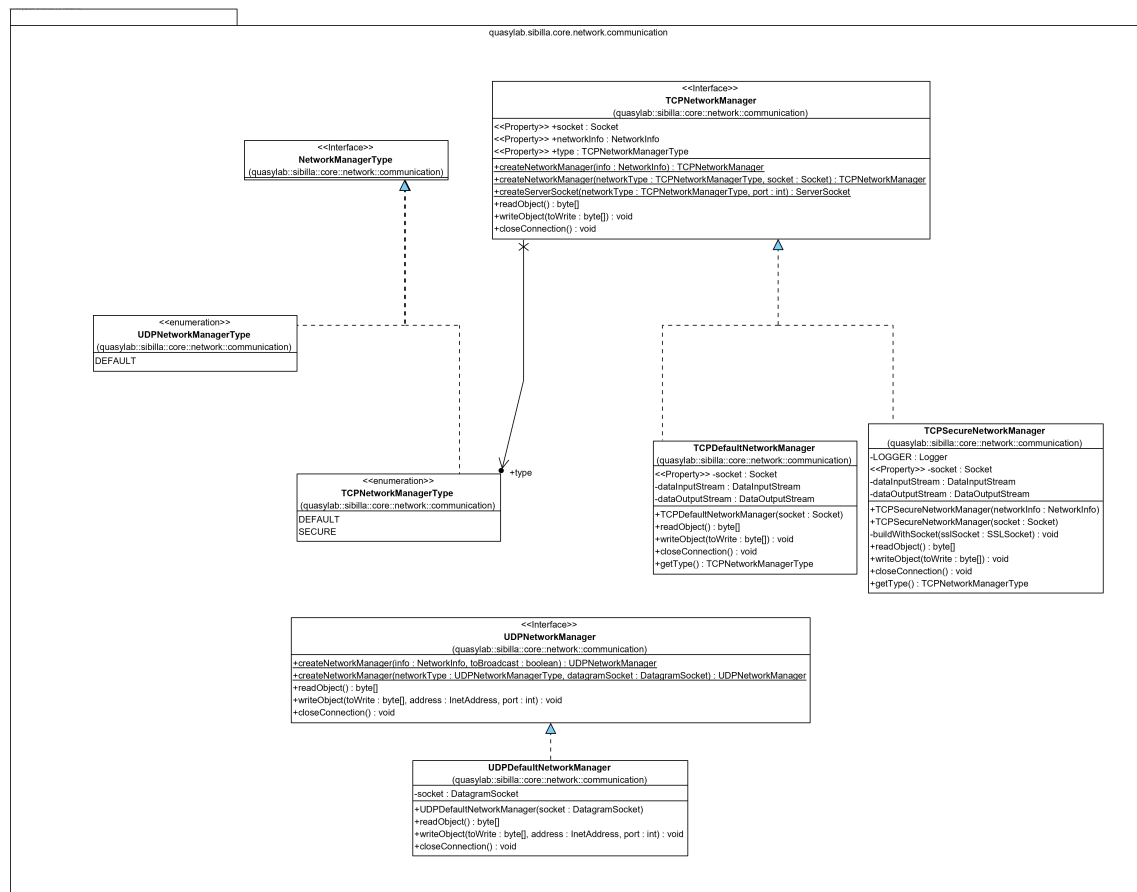 quasylab.sibilla.core.network.communication
<<Interface>>
TCPNetworkManager
(quasylab::sibilla::core::network::communication)
<<Property>> +socket : Socket
<<Property>> +networkInfo : NetworkInfo
<<Property>> +type : TCPNetworkManagerType
+createNetworkManager(info : NetworkInfo) : TCPNetworkManager
+createNetworkManager(networkType : TCPNetworkManagerType, socket : Socket) : TCPNetworkManager
+createServerSocket(networkType : TCPNetworkManagerType, port : int) : ServerSocket
+readObject() : byte[]
+writeObject(toWrite : byte[]) : void
+closeConnection() : void
<<Interface>>
NetworkManagerType
(quasylab::sibilla::core::network::communication)
<<enumeration>>
UDPNetworkManagerType
(quasylab::sibilla::core::network::communication)
DEFAULT
+type
<<enumeration>>
TCPNetworkManagerType
(quasylab::sibilla::core::network::communication)
DEFAULT
SECURE
TCPDefaultNetworkManager
(quasylab::sibilla::core::network::communication)
<<Property>> -socket : Socket
-dataInputStream : DataInputStream
-dataOutputStream : DataOutputStream
+TCPDefaultNetworkManager(socket : Socket)
+readObject() : byte[]
+writeObject(toWrite : byte[]) : void
+closeConnection() : void
+getType() : TCPNetworkManagerType
TCPSecureNetworkManager
(quasylab::sibilla::core::network::communication)
-LOGGER : Logger
<<Property>> -socket : Socket
-dataInputStream : DataInputStream
-dataOutputStream : DataOutputStream
+TCPSecureNetworkManager(networkInfo : NetworkInfo)
+TCPSecureNetworkManager(socket : Socket)
-buildWithSocket(sslSocket : SSLSocket) : void
+readObject() : byte[]
+writeObject(toWrite : byte[]) : void
+closeConnection() : void
+getType() : TCPNetworkManagerType
<<Interface>>
UDPNetworkManager
(quasylab::sibilla::core::network::communication)
+createNetworkManager(info : NetworkInfo, toBroadcast : boolean) : UDPNetworkManager
+createNetworkManager(networkType : UDPNetworkManagerType, datagramSocket : DatagramSocket) : UDPNetworkManager
+readObject() : byte[]
+writeObject(toWrite : byte[], address : InetAddress, port : int) : void
+closeConnection() : void
UDPDefaultNetworkManager
(quasylab::sibilla::core::network::communication)
-socket : DatagramSocket
+UDPDefaultNetworkManager(socket : DatagramSocket)
+readObject() : byte[]
+writeObject(toWrite : byte[], address : InetAddress, port : int) : void
+closeConnection() : void